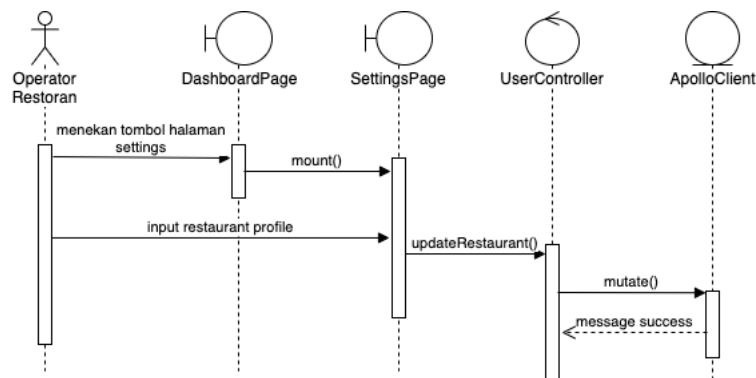 Operator
Restoran
DashboardPage
SettingsPage
UserController
ApolloClient
menekan tombol halaman
settings
mount()
input restaurant profile
updateRestaurant()
mutate()
message success